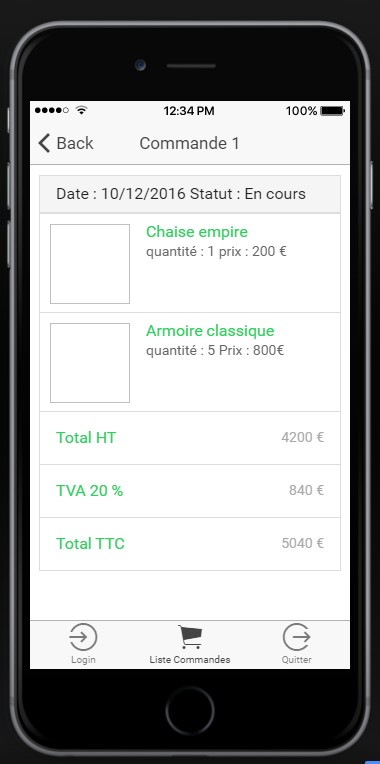 12:34 PM 100%
Back Commande 1
Date : 10/12/2016 Statut : En cours
Chaise empire
quantité : 1 prix : 200 €
Armoire classique
quantité : 5 Prix : 800€
Total HT 4200 €
TVA 20 % 840 €
Total TTC 5040 €
Login Liste Commandes Quitter